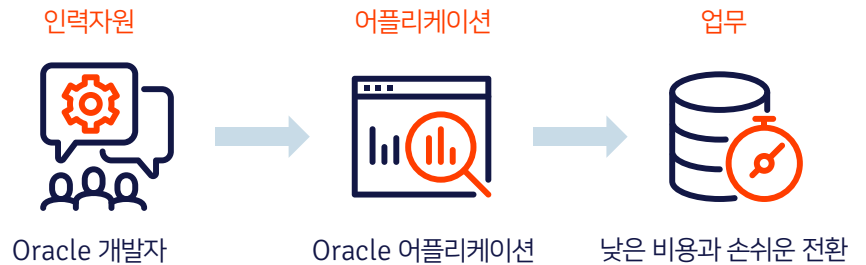 인력자원
어플리케이션
업무
Oracle 개발자
Oracle 어플리케이션
낮은 비용과 손쉬운 전환